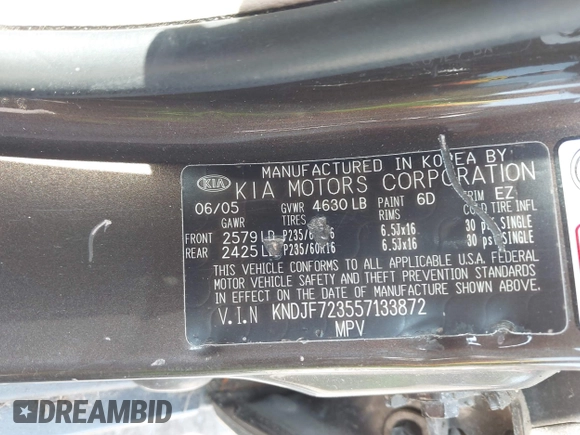 MANUFACTURED IN KOREA BY
KIA KIA MOTORS CORPORATION
06/05 GVWR 4630 LB PAINT 6D TRIM EZ
GAWR TIRES RIMS COLD TIRE INFL
FRONT 2579 LB P235/60R16 6.5Jx16 30 psi SINGLE
REAR 2425 LB P235/60R16 6.5Jx16 30 psi SINGLE
THIS VEHICLE CONFORMS TO ALL APPLICABLE U.S.A. FEDERAL
MOTOR VEHICLE SAFETY AND THEFT PREVENTION STANDARDS
IN EFFECT ON THE DATE OF MANUFACTURE SHOWN ABOVE.
V.I.N KNDJF723557133872
MPV
DREAMBID